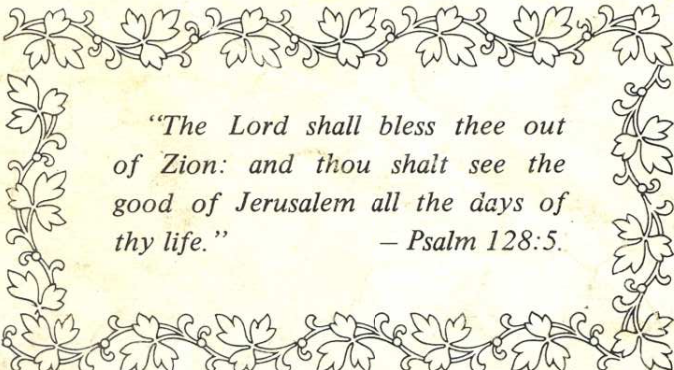 “The Lord shall bless thee out
of Zion: and thou shalt see the
good of Jerusalem all the days of
thy life.” – Psalm 128:5.